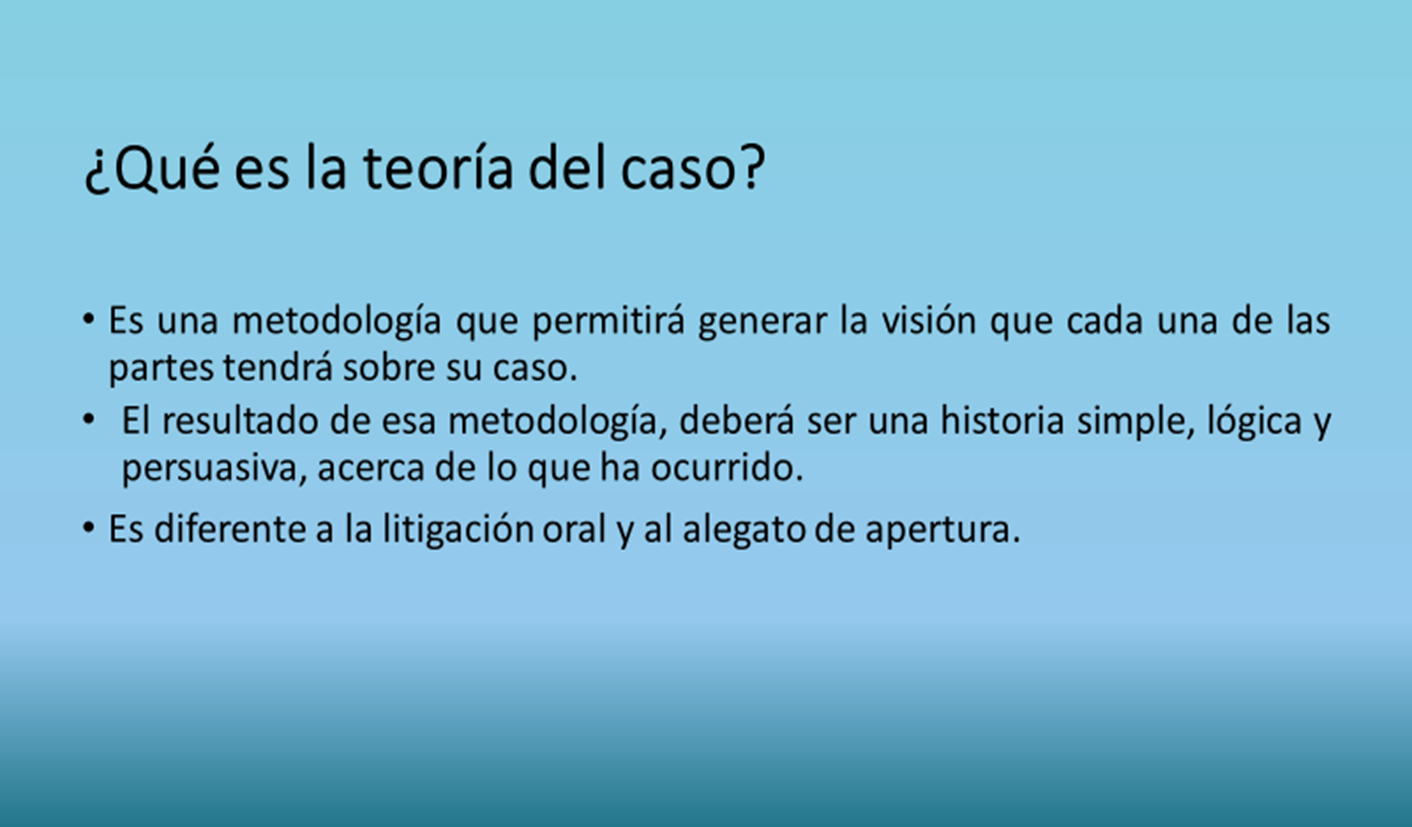 ¿Qué es la teoría del caso?
• Es una metodología que permitirá generar la visión que cada una de las
partes tendrá sobre su caso.
• El resultado de esa metodología, deberá ser una historia simple, lógica y
persuasiva, acerca de lo que ha ocurrido.
• Es diferente a la litigación oral y al alegato de apertura.